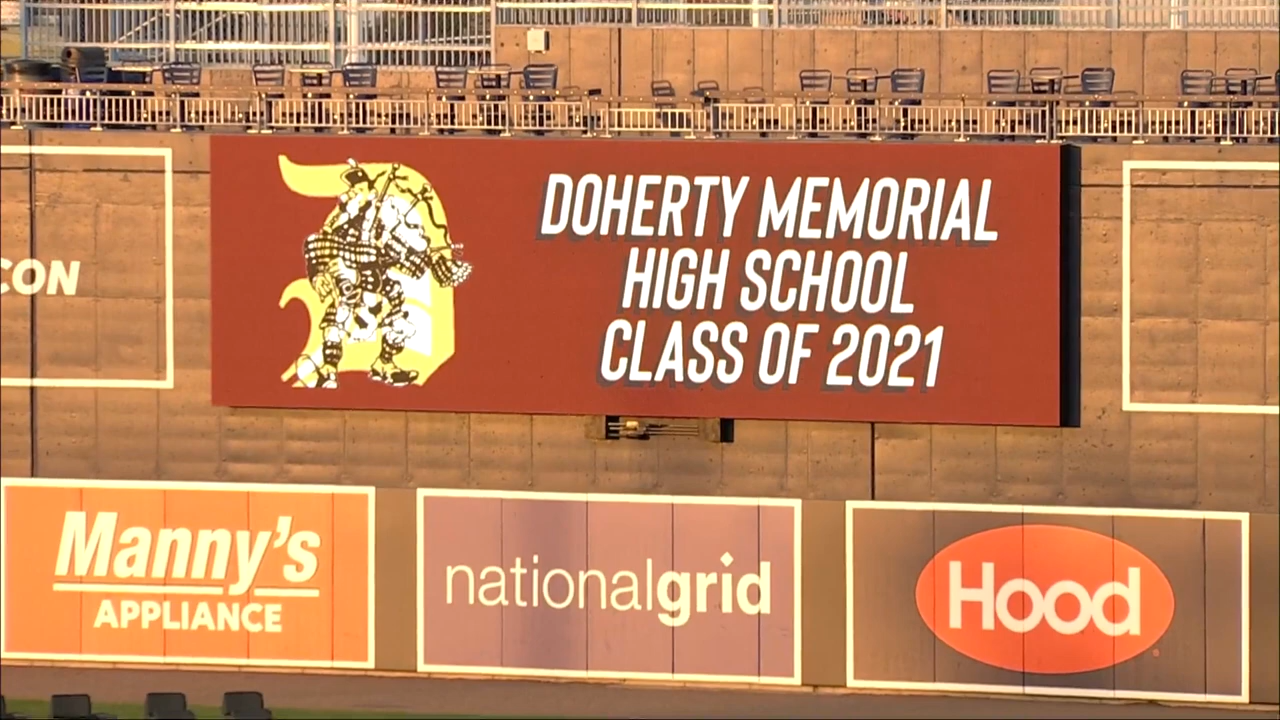 CON
DOHERTY MEMORIAL
HIGH SCHOOL
CLASS OF 2021
Manny's
APPLIANCE
nationalgrid
Hood